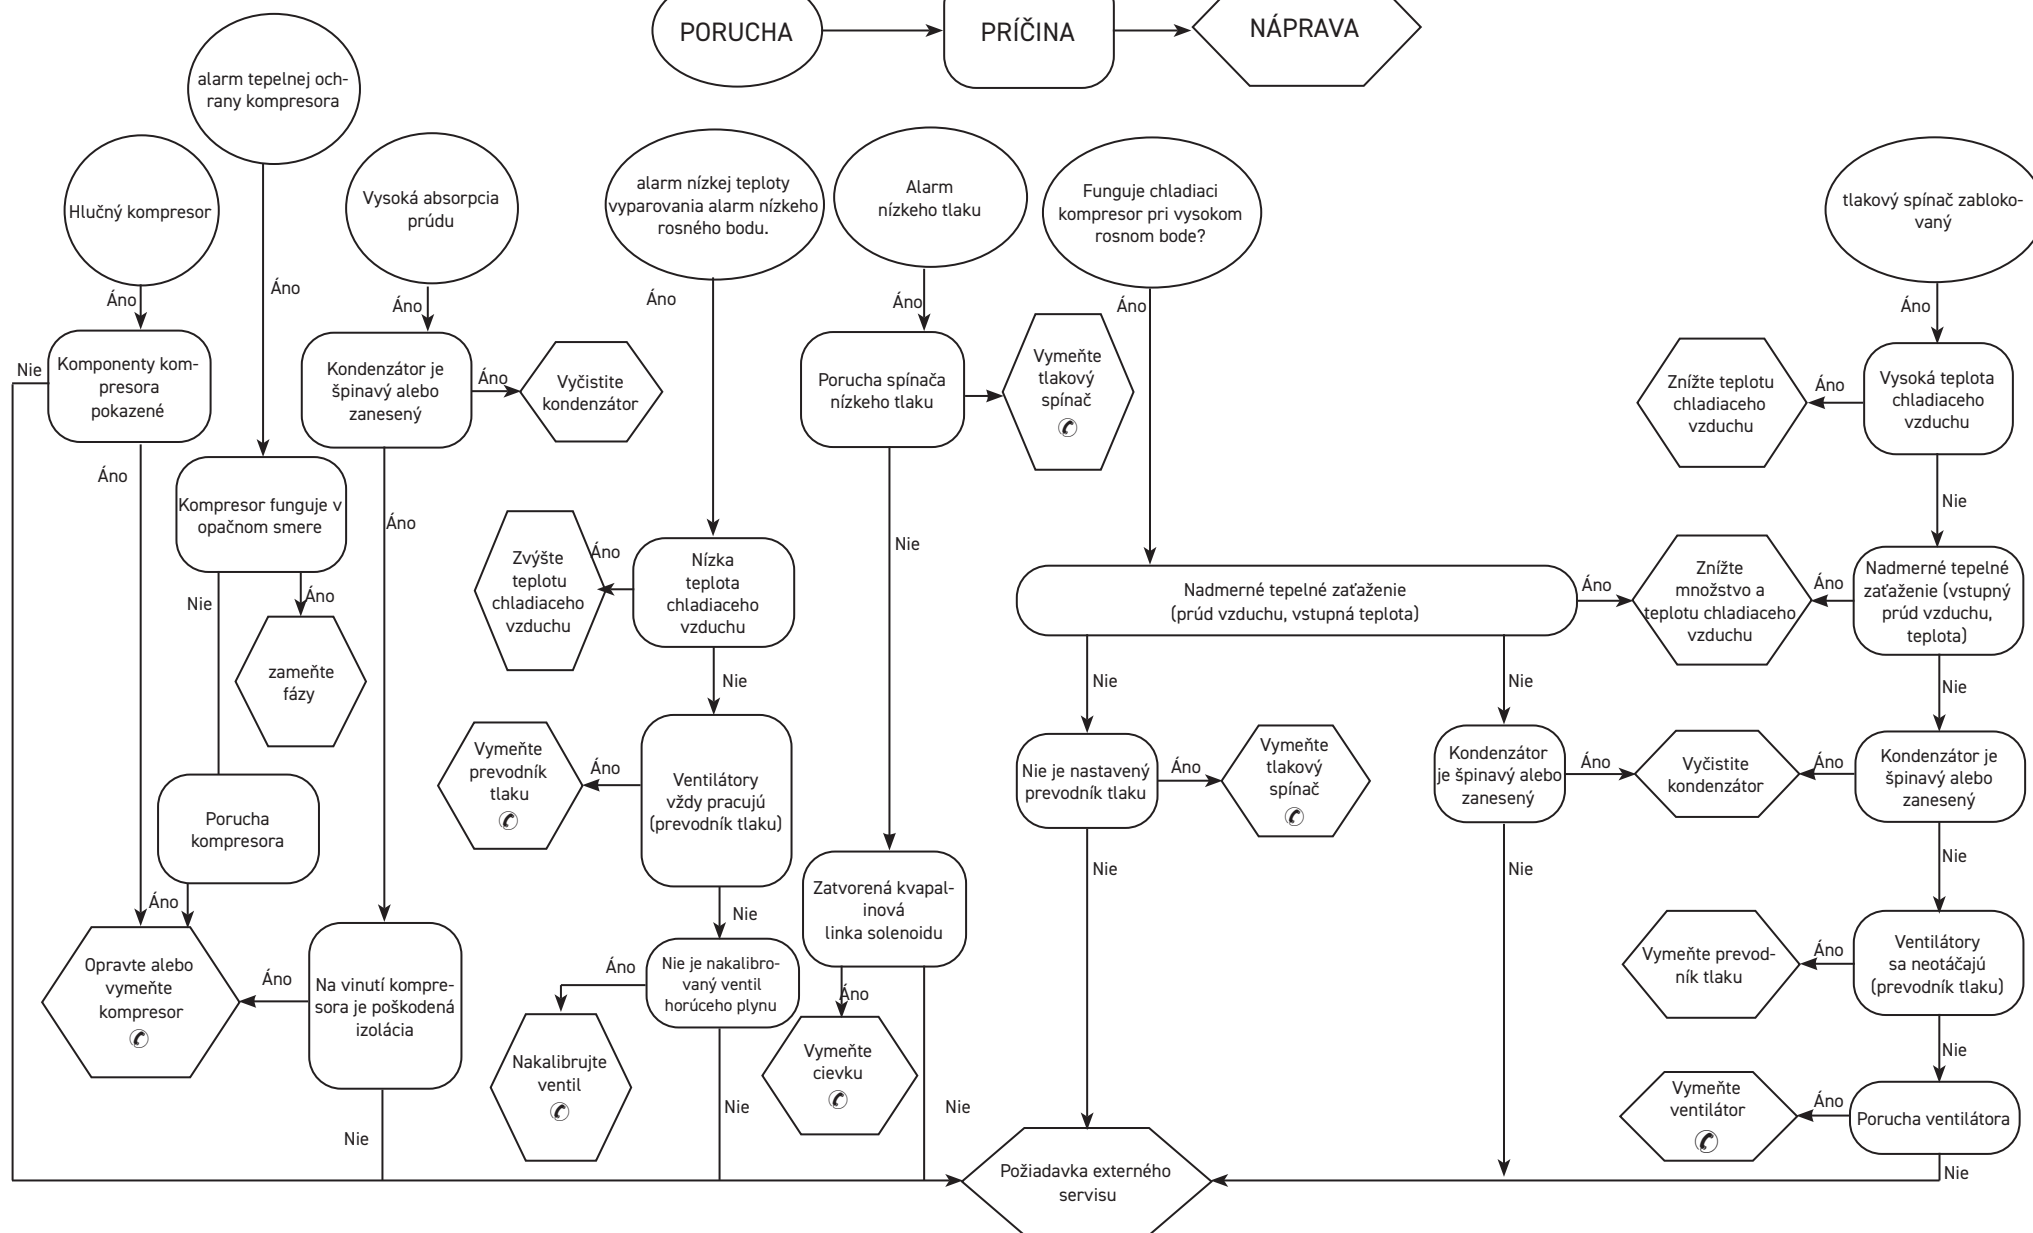 PORUCHA
PRÍČINA
NÁPRAVA
alarm tepelnej och-
rany kompresora
Hlučný kompresor
Vysoká absorpcia
prúdu
alarm nízkej teploty
vyparovania alarm nízkeho
rosného bodu.
Alarm
nízkeho tlaku
Funguje chladiaci
kompresor pri vysokom
rosnom bode?
tlakový spínač zabloko-
vaný
Áno
Áno
Áno
Áno
Áno
Áno
Áno
Nie
Komponenty kom-
presora
pokazené
Kondenzátor je
špinavý alebo
zanesený
Áno
Vyčistite
kondenzátor
Porucha spínača
nízkeho tlaku
Vymeňte
tlakový
spínač
Znížte teplotu
chladiaceho
vzduchu
Áno
Vysoká teplota
chladiaceho
vzduchu
Áno
Kompresor funguje v
opačnom smere
Áno
Nie
Nie
Zvýšte
teplotu
chladiaceho
vzduchu
Áno
Nízka
teplota
chladiaceho
vzduchu
Nadmerné tepelné zaťaženie
(prúd vzduchu, vstupná teplota)
Áno
Znížte
množstvo a
teplotu chladiaceho
vzduchu
Áno
Nadmerné tepelné
zaťaženie (vstupný
prúd vzduchu,
teplota)
Nie
Áno
zameňte
fázy
Nie
Nie
Nie
Nie
Vymeňte
prevodník
tlaku
Áno
Ventilátory
vždy pracujú
(prevodník tlaku)
Nie je nastavený
prevodník tlaku
Áno
Vymeňte
tlakový
spínač
Kondenzátor
je špinavý alebo
zanesený
Áno
Vyčistite
kondenzátor
Áno
Kondenzátor je
špinavý alebo
zanesený
Porucha
kompresora
Nie
Nie
Nie
Áno
Nie
Zatvorená kvapal-
inová
linka solenoidu
Opravte alebo
vymeňte
kompresor
Áno
Na vinutí kompre-
sora je poškodená
izolácia
Áno
Nie je nakalibro-
vaný ventil
horúceho plynu
Áno
Vymeňte prevod-
ník tlaku
Áno
Ventilátory
sa neotáčajú
(prevodník tlaku)
Nakalibrujte
ventil
Vymeňte
cievku
Nie
Nie
Nie
Nie
Vymeňte
ventilátor
Áno
Porucha ventilátora
Nie
Požiadavka externého
servisu